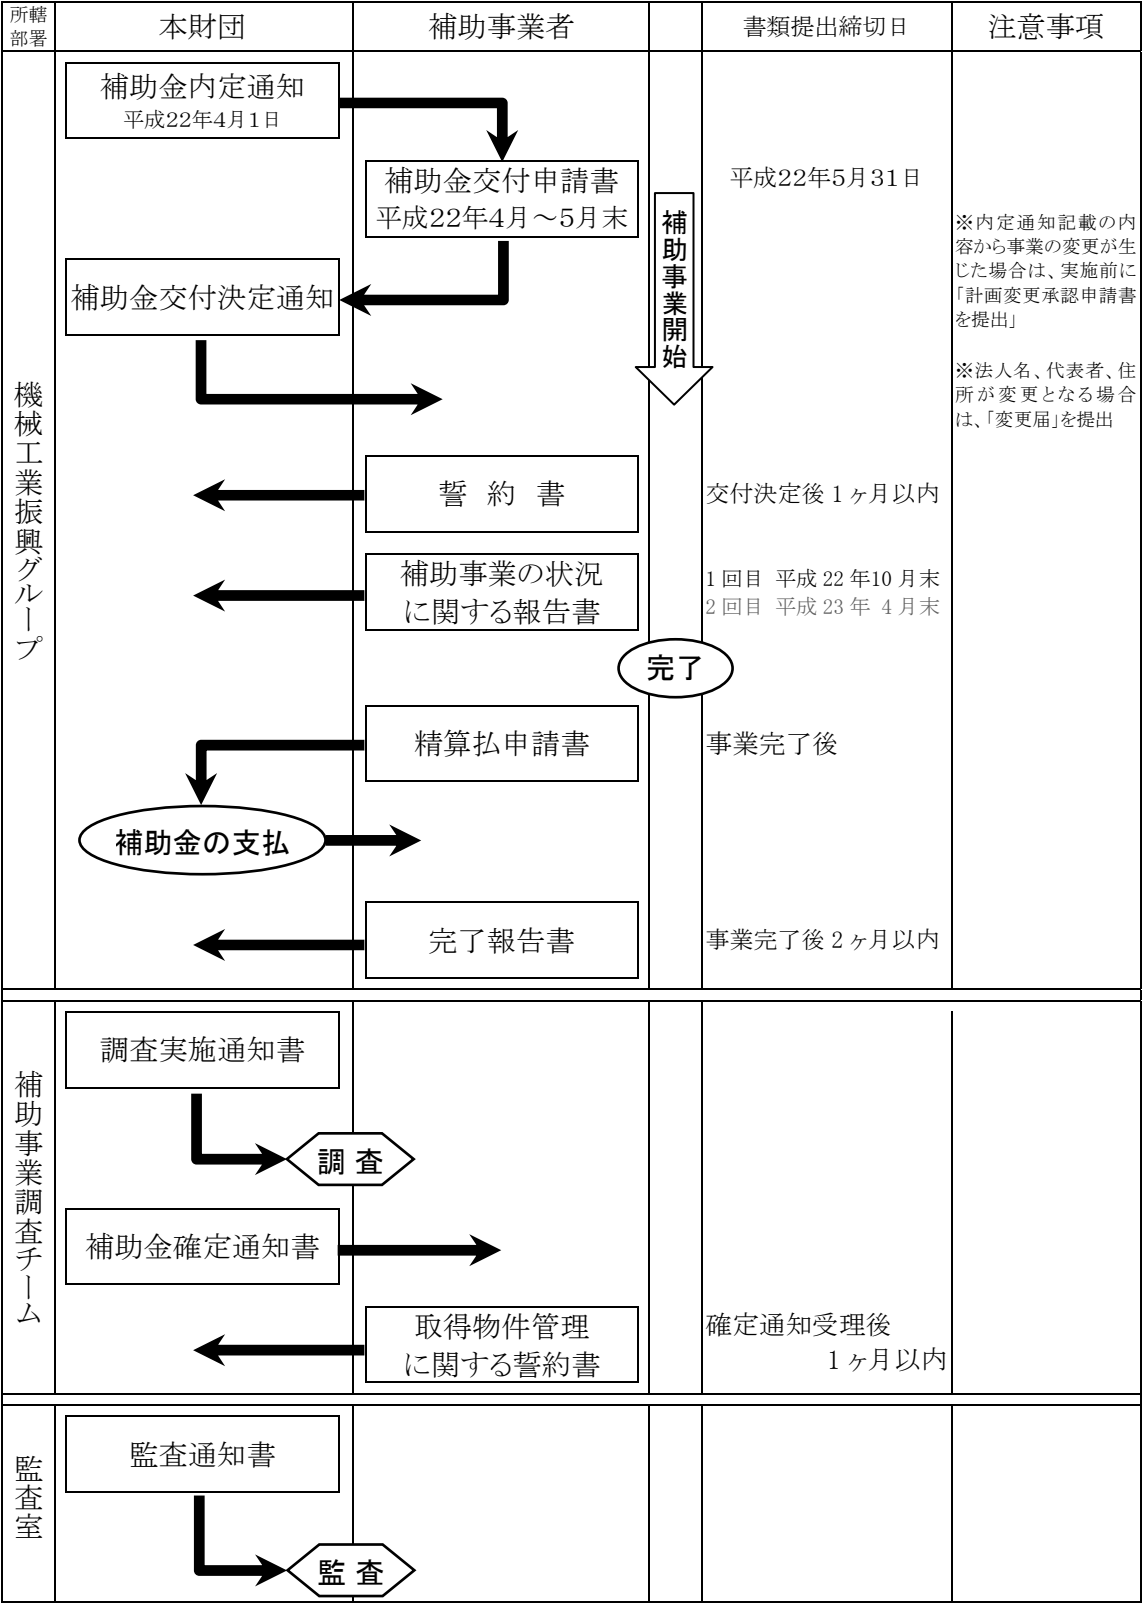 所轄
部署
本財団
補助事業者
書類提出締切日
注意事項
機械工業振興グループ
補助金内定通知
平成22年4月1日
補助金交付申請書
平成22年4月～5月末
平成22年5月31日
補助事業開始
※内定通知記載の内
容から事業の変更が生
じた場合は、実施前に
「計画変更承認申請書
を提出」
※法人名、代表者、住
所が変更となる場合
は、「変更届」を提出
補助金交付決定通知
誓 約 書
交付決定後 1 ヶ月以内
補助事業の状況
に関する報告書
1 回目 平成 22 年10 月末
2 回目 平成 23 年 4 月末
完了
精算払申請書
事業完了後
補助金の支払
完了報告書
事業完了後 2 ヶ月以内
補助事業調査チーム
調査実施通知書
調 査
補助金確定通知書
取得物件管理
に関する誓約書
確定通知受理後
1 ヶ月以内
監査室
監査通知書
監 査